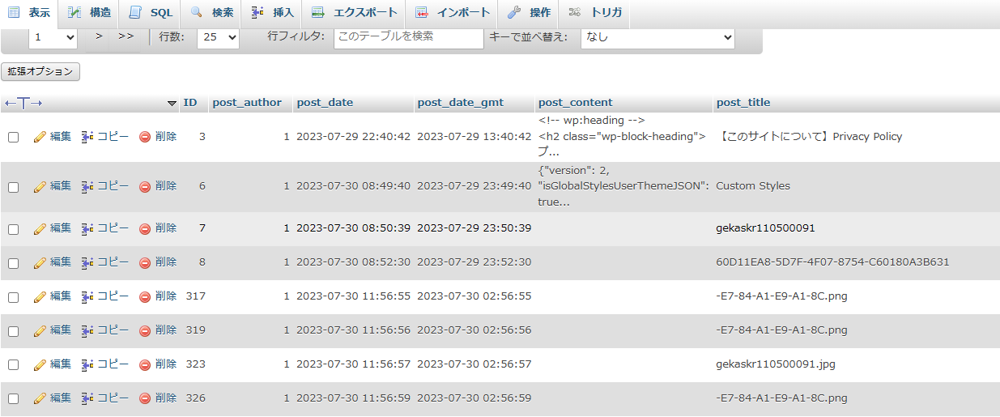 表示 構造 SQL 検索 挿入 エクスポート インポート 操作 トリガ
1 > >> 行数: 25 行フィルタ: このテーブルを検索 キーで並べ替え: なし
拡張オプション
←T→ ID post_author post_date post_date_gmt post_content post_title
編集 コピー 削除 3 1 2023-07-29 22:40:42 2023-07-29 13:40:42 <!-- wp:heading -->
<h2 class="wp-block-heading">
プ... 【このサイトについて】Privacy Policy
編集 コピー 削除 6 1 2023-07-30 08:49:40 2023-07-29 23:49:40 {"version": 2,
"isGlobalStylesUserThemeJSON":
true... Custom Styles
編集 コピー 削除 7 1 2023-07-30 08:50:39 2023-07-29 23:50:39 gekaskr110500091
編集 コピー 削除 8 1 2023-07-30 08:52:30 2023-07-29 23:52:30 60D11EA8-5D7F-4F07-8754-C60180A3B631
編集 コピー 削除 317 1 2023-07-30 11:56:55 2023-07-30 02:56:55 -E7-84-A1-E9-A1-8C.png
編集 コピー 削除 319 1 2023-07-30 11:56:56 2023-07-30 02:56:56 -E7-84-A1-E9-A1-8C.png
編集 コピー 削除 323 1 2023-07-30 11:56:57 2023-07-30 02:56:57 gekaskr110500091.jpg
編集 コピー 削除 326 1 2023-07-30 11:56:59 2023-07-30 02:56:59 -E7-84-A1-E9-A1-8C.png